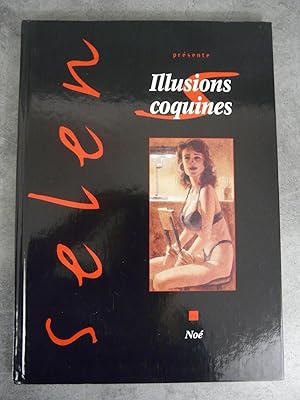 selen
présente
Illusions
coquines
Noé